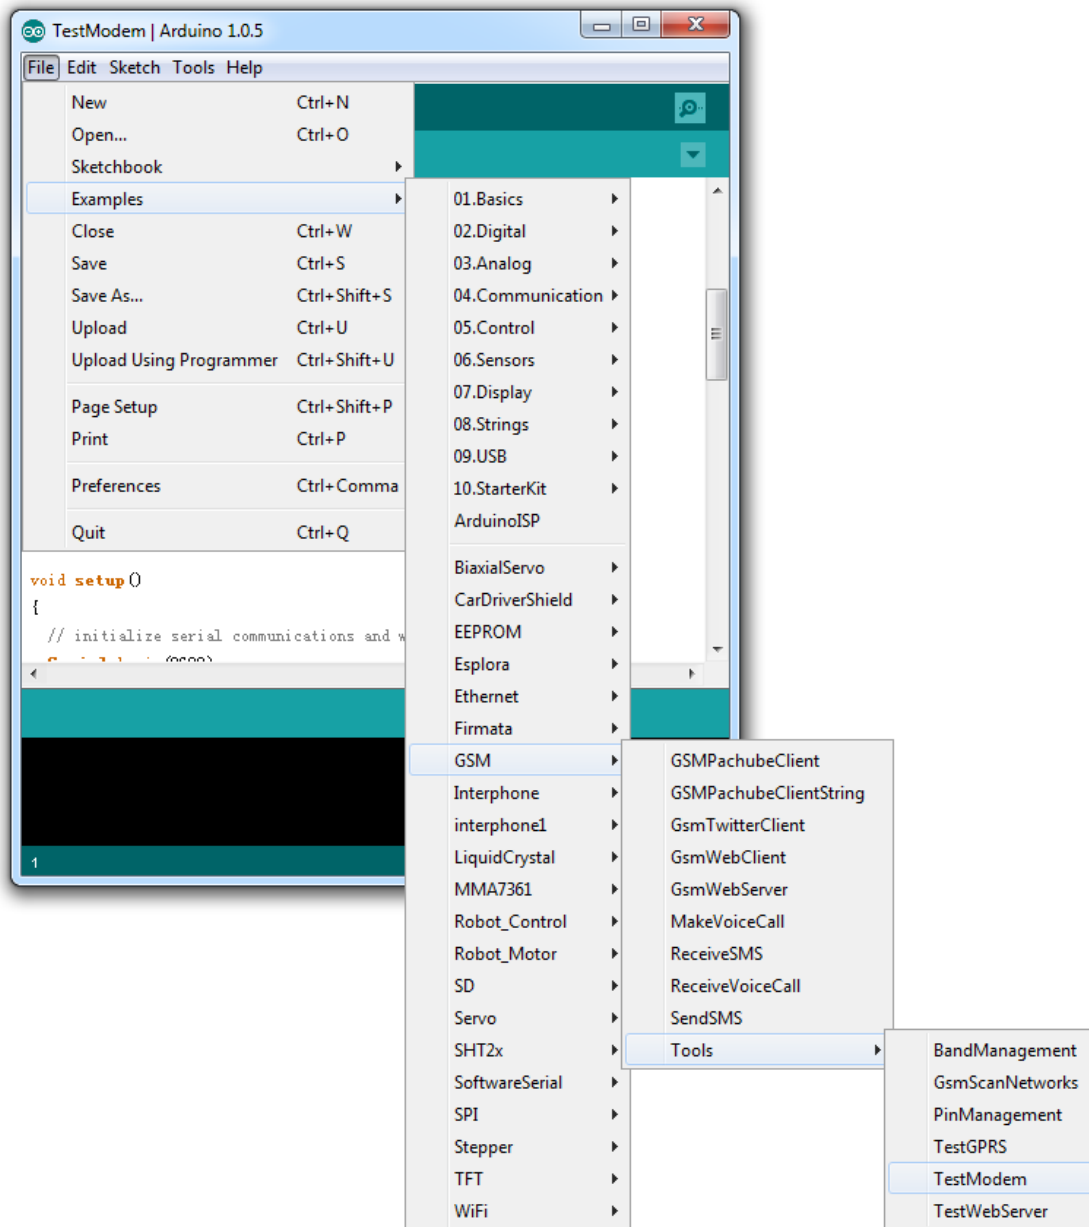 TestModem | Arduino 1.0.5
File Edit Sketch Tools Help
New Ctrl+N
Open... Ctrl+O
Sketchbook
Examples
Close Ctrl+W
Save Ctrl+S
Save As... Ctrl+Shift+S
Upload Ctrl+U
Upload Using Programmer Ctrl+Shift+U
Page Setup Ctrl+Shift+P
Print Ctrl+P
Preferences Ctrl+Comma
Quit Ctrl+Q
void setup()
{
// initialize serial communications and w
1
01.Basics
02.Digital
03.Analog
04.Communication
05.Control
06.Sensors
07.Display
08.Strings
09.USB
10.StarterKit
ArduinoISP
BiaxialServo
CarDriverShield
EEPROM
Esplora
Ethernet
Firmata
GSM
Interphone
interphone1
LiquidCrystal
MMA7361
Robot_Control
Robot_Motor
SD
Servo
SHT2x
SoftwareSerial
SPI
Stepper
TFT
WiFi
GSMPachubeClient
GSMPachubeClientString
GsmTwitterClient
GsmWebClient
GsmWebServer
MakeVoiceCall
ReceiveSMS
ReceiveVoiceCall
SendSMS
Tools
BandManagement
GsmScanNetworks
PinManagement
TestGPRS
TestModem
TestWebServer